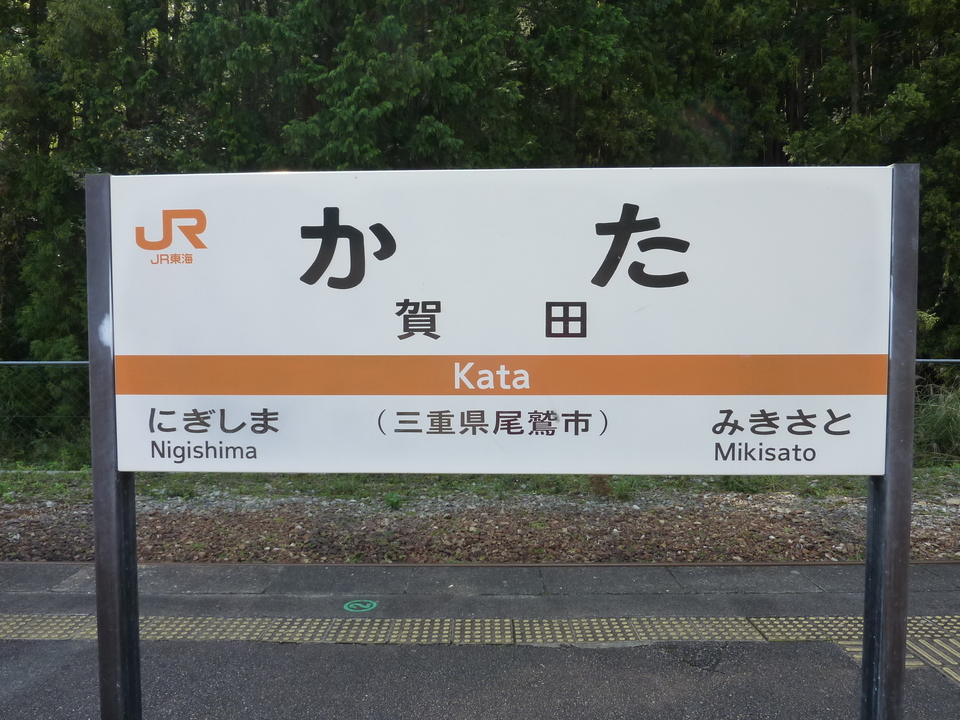 JR
JR東海
かた
賀田
Kata
にぎしま
Nigishima
（三重県尾鷲市）
みきさと
Mikisato
②